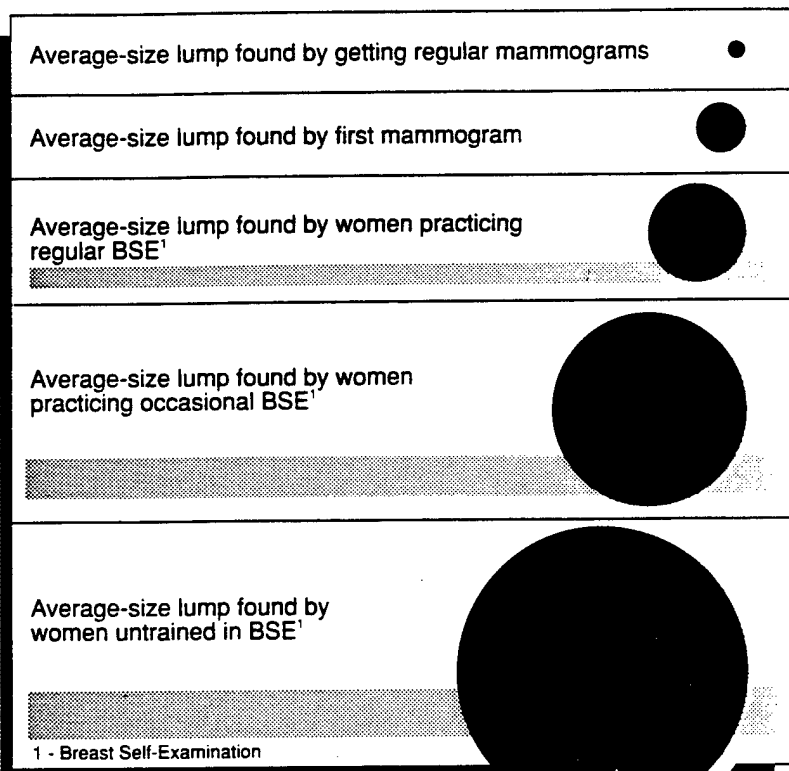 Average-size lump found by getting regular mammograms
Average-size lump found by first mammogram
Average-size lump found by women practicing
regular BSE¹
Average-size lump found by women
practicing occasional BSE¹
Average-size lump found by
women untrained in BSE¹
1 - Breast Self-Examination